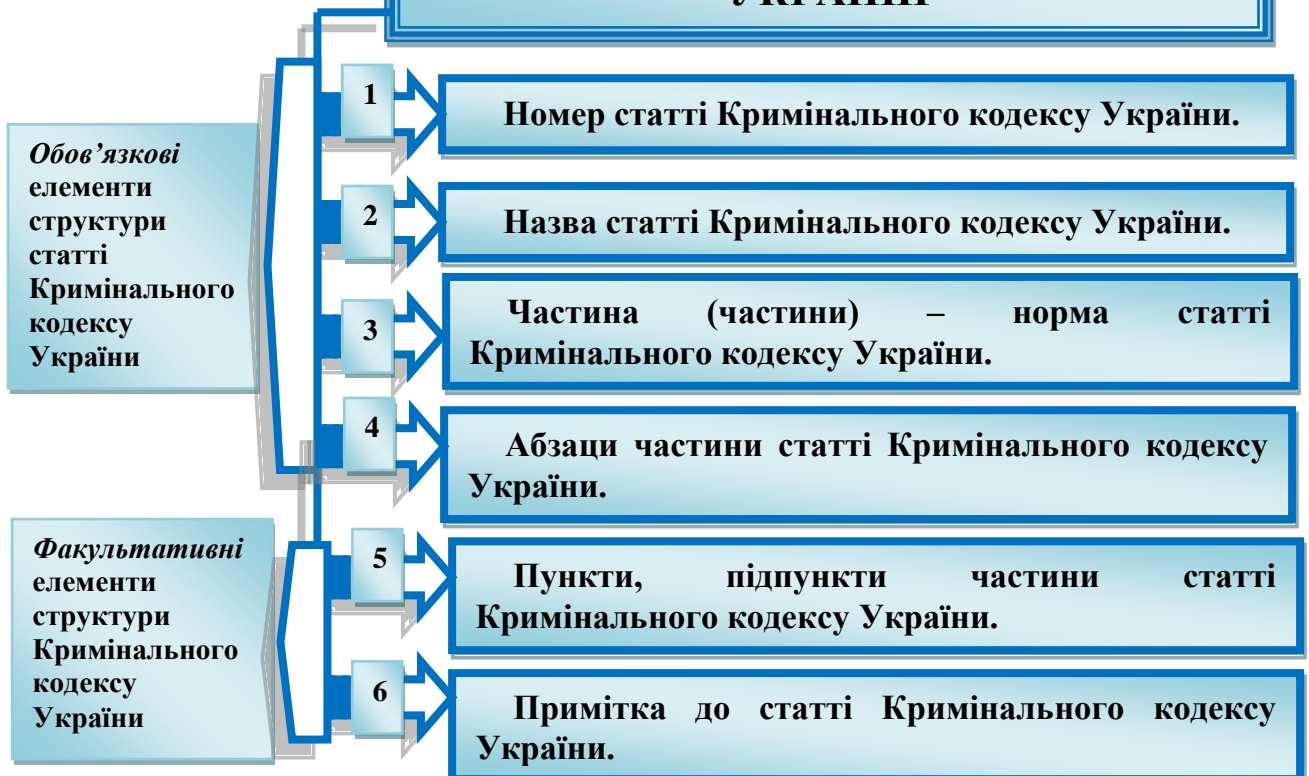 Обов’язкові
елементи
структури
статті
Кримінального
кодексу
України
1
Номер статті Кримінального кодексу України.
2
Назва статті Кримінального кодексу України.
3
Частина (частини) – норма статті
Кримінального кодексу України.
4
Абзаци частини статті Кримінального кодексу
України.
Факультативні
елементи
структури
Кримінального
кодексу
України
5
Пункти, підпункти частини статті
Кримінального кодексу України.
6
Примітка до статті Кримінального кодексу
України.